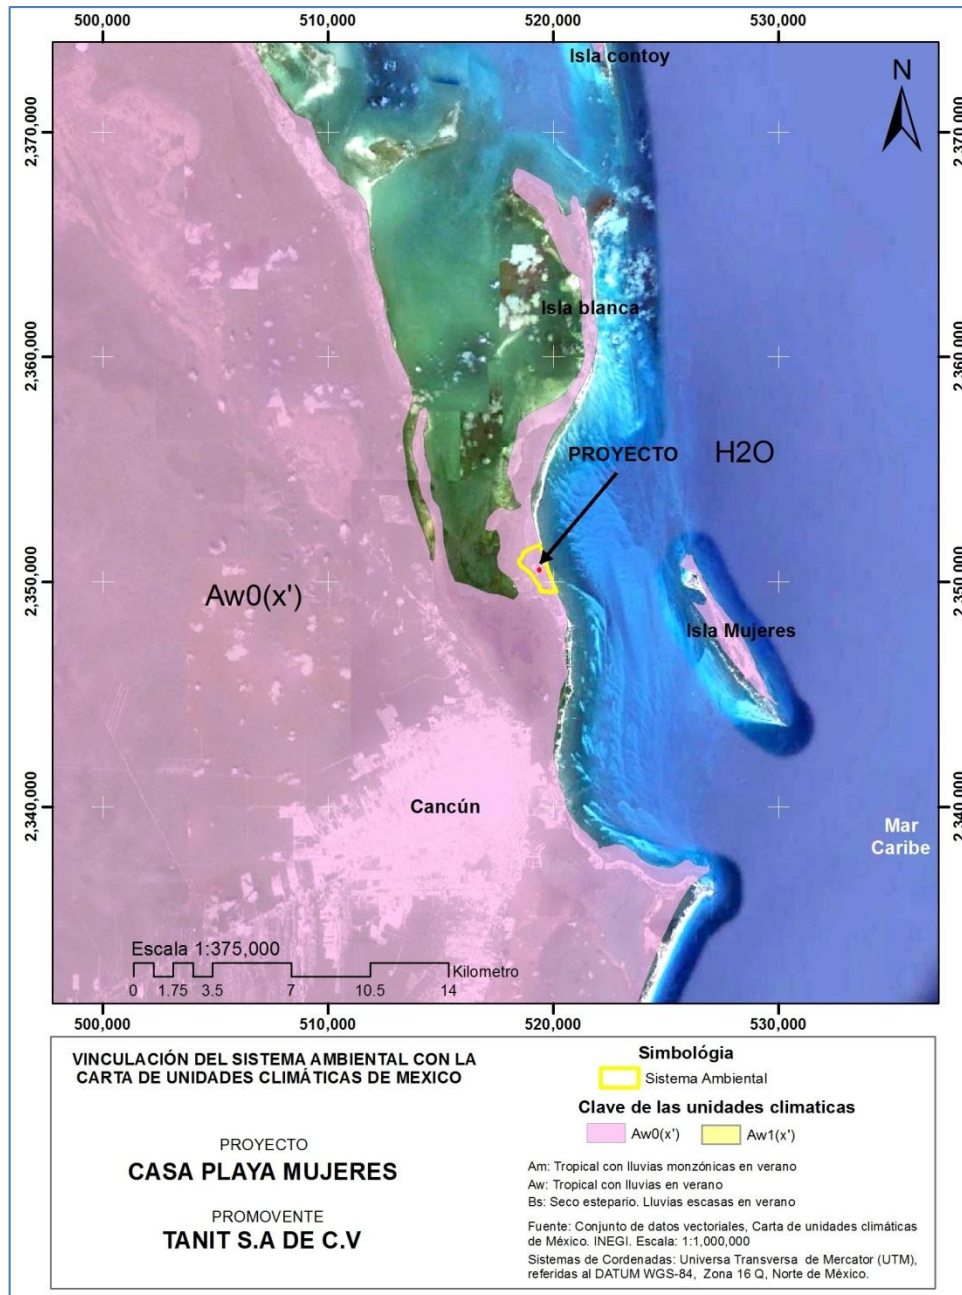 500,000 510,000 520,000 530,000
Isla contoy
N
2,370,000 2,370,000
Isla blanca
2,360,000 2,360,000
PROYECTO H2O
2,350,000 2,350,000
Aw0(x')
Isla Mujeres
Cancún
2,340,000 2,340,000
Mar
Caribe
Escala 1:375,000
Kilometro
0 1.75 3.5 7 10.5 14
500,000 510,000 520,000 530,000
VINCULACIÓN DEL SISTEMA AMBIENTAL CON LA
CARTA DE UNIDADES CLIMÁTICAS DE MEXICO
PROYECTO
CASA PLAYA MUJERES
PROMOVENTE
TANIT S.A DE C.V
Simbológia
Sistema Ambiental
Clave de las unidades climaticas
Aw0(x') Aw1(x')
Am: Tropical con lluvias monzónicas en verano
Aw: Tropical con lluvias en verano
Bs: Seco estepario. Lluvias escasas en verano
Fuente: Conjunto de datos vectoriales, Carta de unidades climáticas
de México. INEGI. Escala: 1:1,000,000
Sistemas de Cordenadas: Universa Transversa de Mercator (UTM),
referidas al DATUM WGS-84, Zona 16 Q, Norte de México.